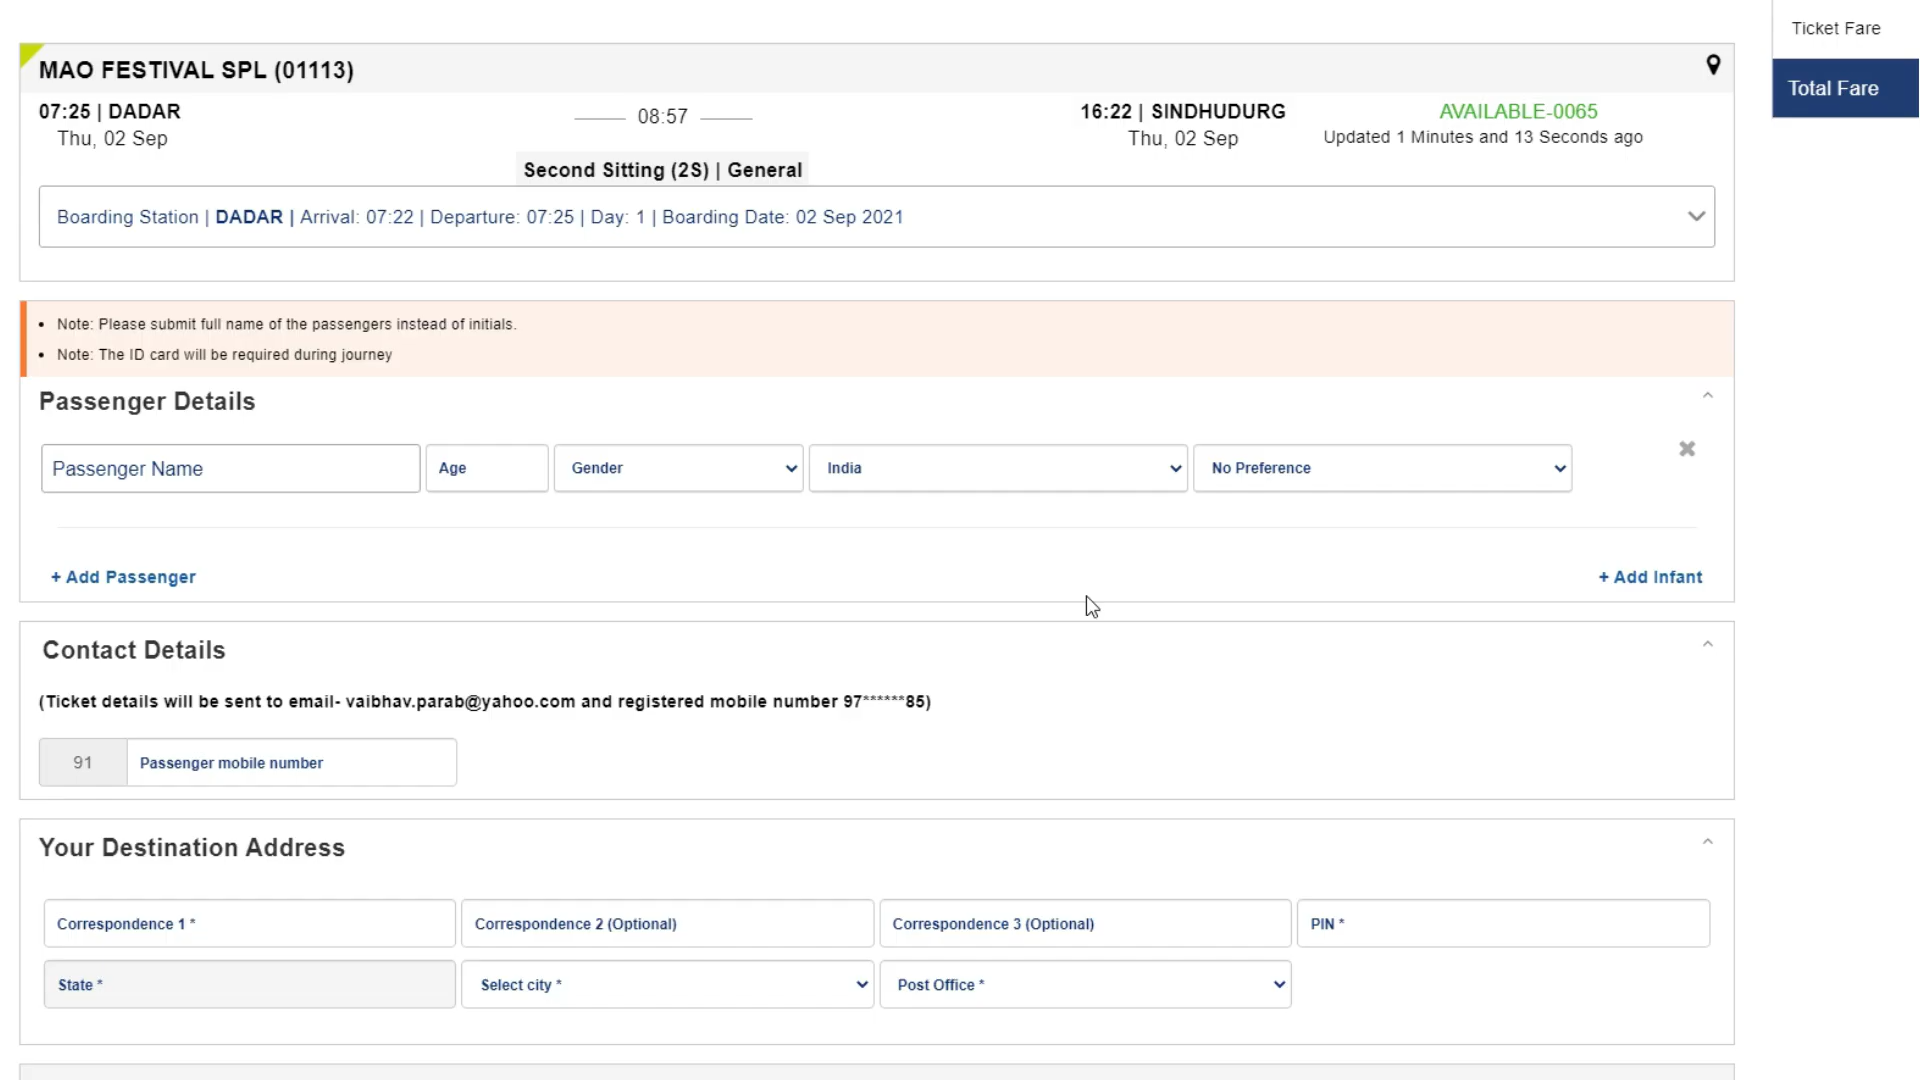 Ticket Fare
MAO FESTIVAL SPL (01113)
Total Fare
07:25 | DADAR
08:57
16:22 | SINDHUDURG
AVAILABLE-0065
Thu, 02 Sep
Thu, 02 Sep
Updated 1 Minutes and 13 Seconds ago
Second Sitting (2S) | General
Boarding Station | DADAR | Arrival: 07:22 | Departure: 07:25 | Day: 1 | Boarding Date: 02 Sep 2021
Note: Please submit full name of the passengers instead of initials.
Note: The ID card will be required during journey
Passenger Details
Passenger Name
Age
Gender
India
No Preference
+ Add Passenger
+ Add Infant
Contact Details
(Ticket details will be sent to email- vaibhav.parab@yahoo.com and registered mobile number 97******85)
91
Passenger mobile number
Your Destination Address
Correspondence 1 *
Correspondence 2 (Optional)
Correspondence 3 (Optional)
PIN *
State *
Select city *
Post Office *